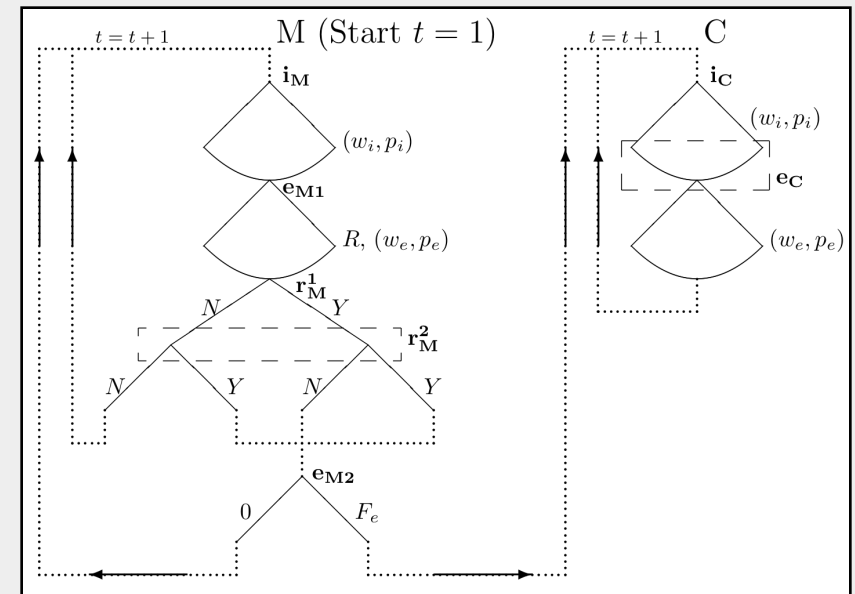 M (Start t = 1)
C
t = t + 1
t = t + 1
i_M
i_C
(w_i, p_i)
(w_i, p_i)
e_M1
e_C
R, (w_e, p_e)
(w_e, p_e)
r_M^1
N
Y
r_M^2
N
Y
N
Y
e_M2
0
F_e